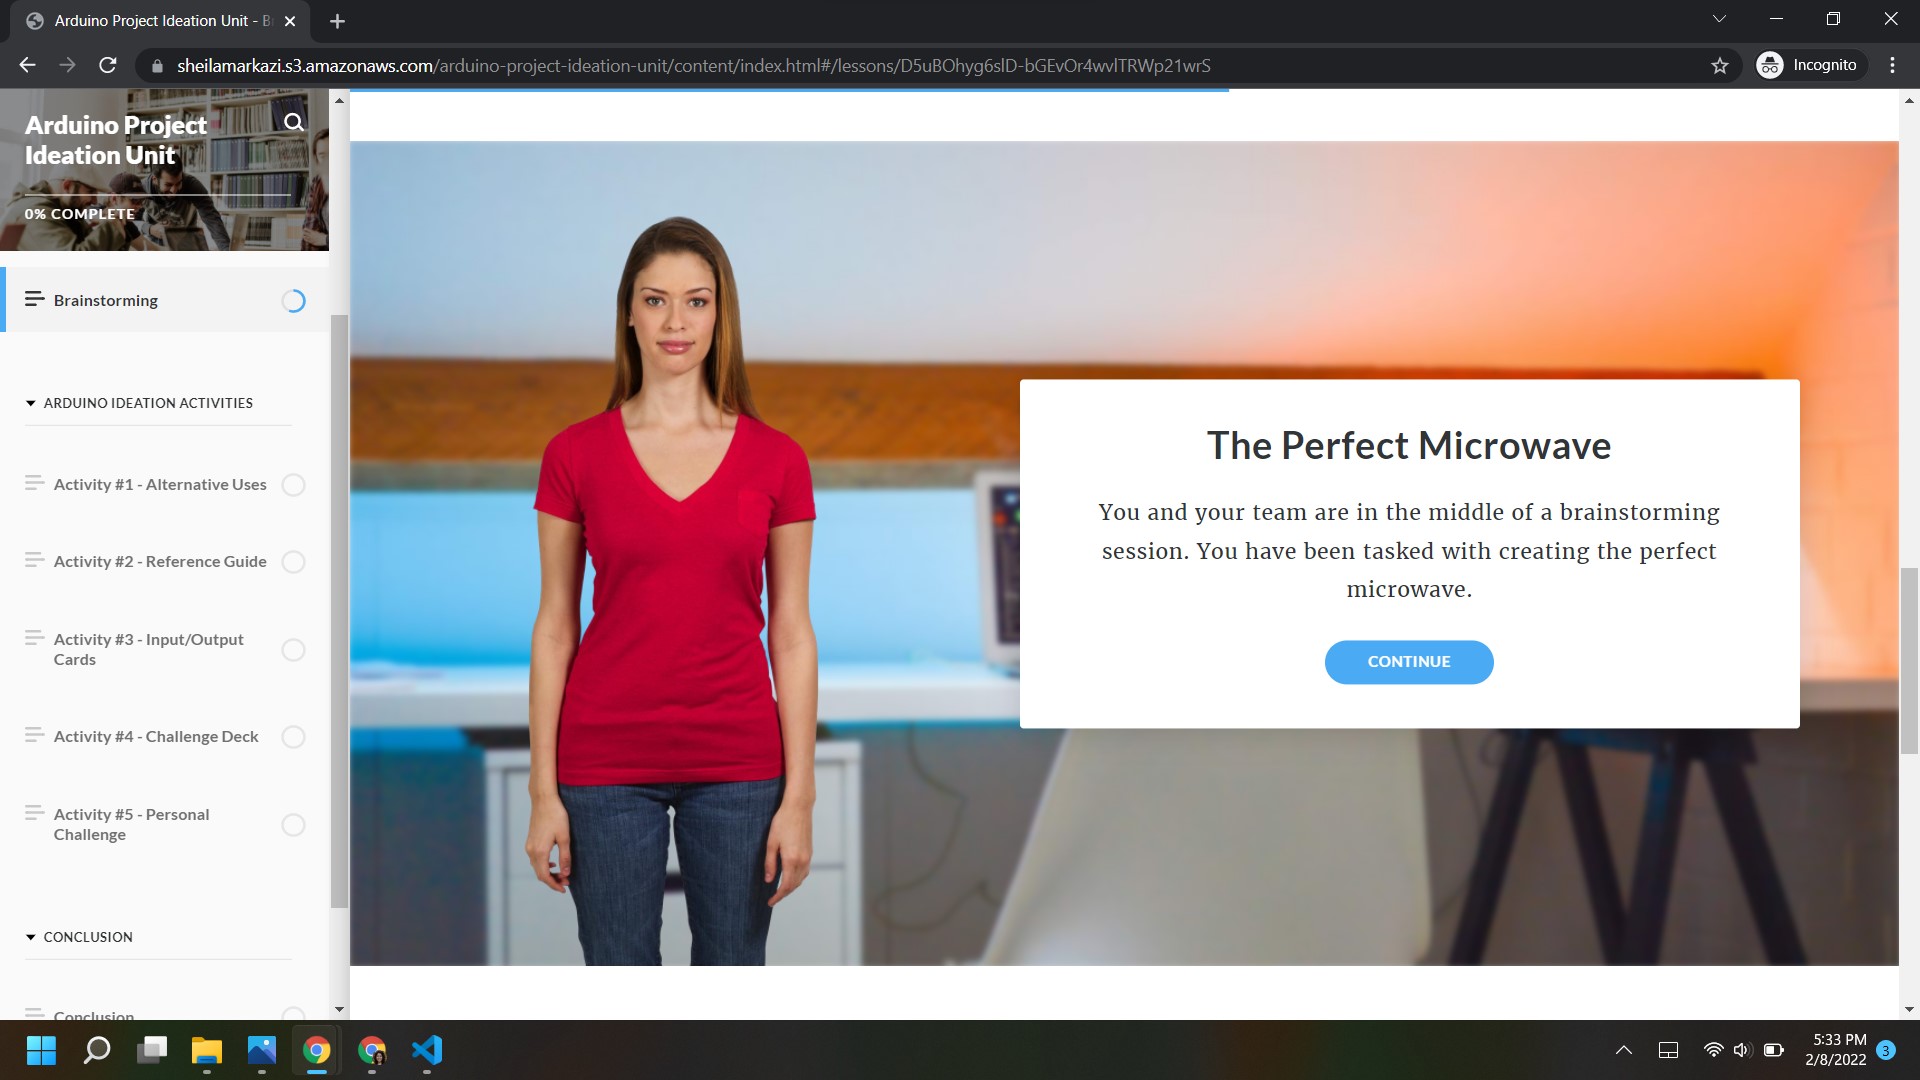 Arduino Project Ideation Unit - B
sheilamarkazi.s3.amazonaws.com/arduino-project-ideation-unit/content/index.html#/lessons/D5uBOhyg6slD-bGEvOr4wvlTRWp21wrS
Incognito
Arduino Project
Ideation Unit
0% COMPLETE
Brainstorming
ARDUINO IDEATION ACTIVITIES
Activity #1 - Alternative Uses
Activity #2 - Reference Guide
Activity #3 - Input/Output
Cards
Activity #4 - Challenge Deck
Activity #5 - Personal
Challenge
CONCLUSION
Conclusion
The Perfect Microwave
You and your team are in the middle of a brainstorming
session. You have been tasked with creating the perfect
microwave.
CONTINUE
5:33 PM
2/8/2022
3